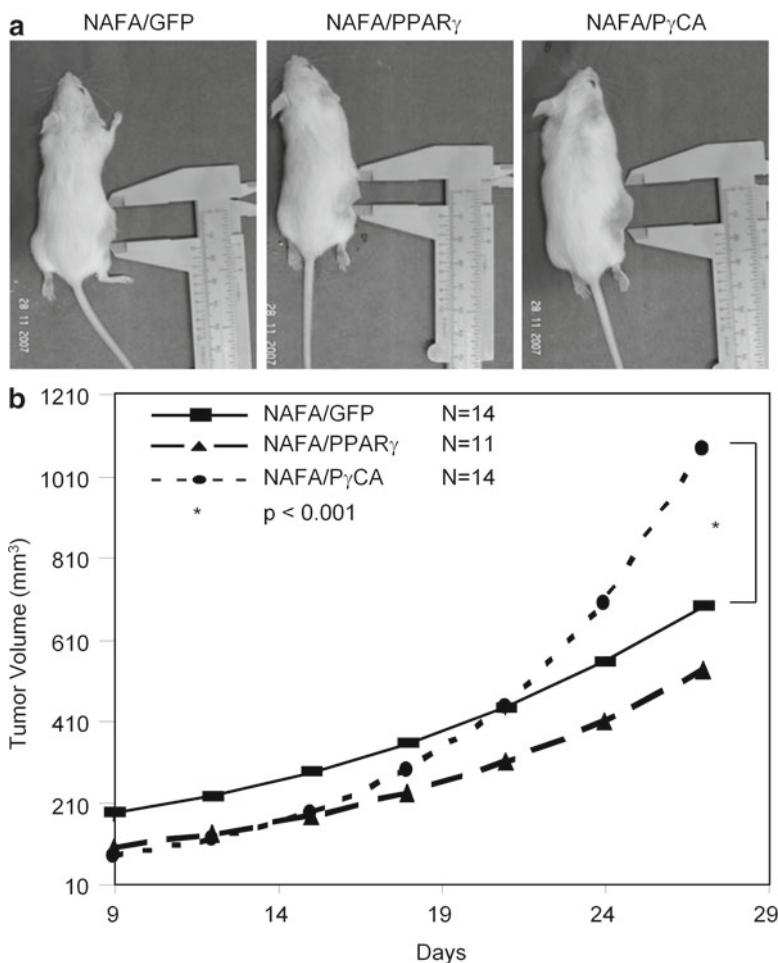 a
NAFA/GFP
NAFA/PPARγ
NAFA/PγCA
28 11 2007
28 11 2007
28 11 2007
b
NAFA/GFP N=14
NAFA/PPARγ N=11
NAFA/PγCA N=14
* p < 0.001
*
Tumor Volume (mm³)
1210
1010
810
610
410
210
10
9 14 19 24 29
Days